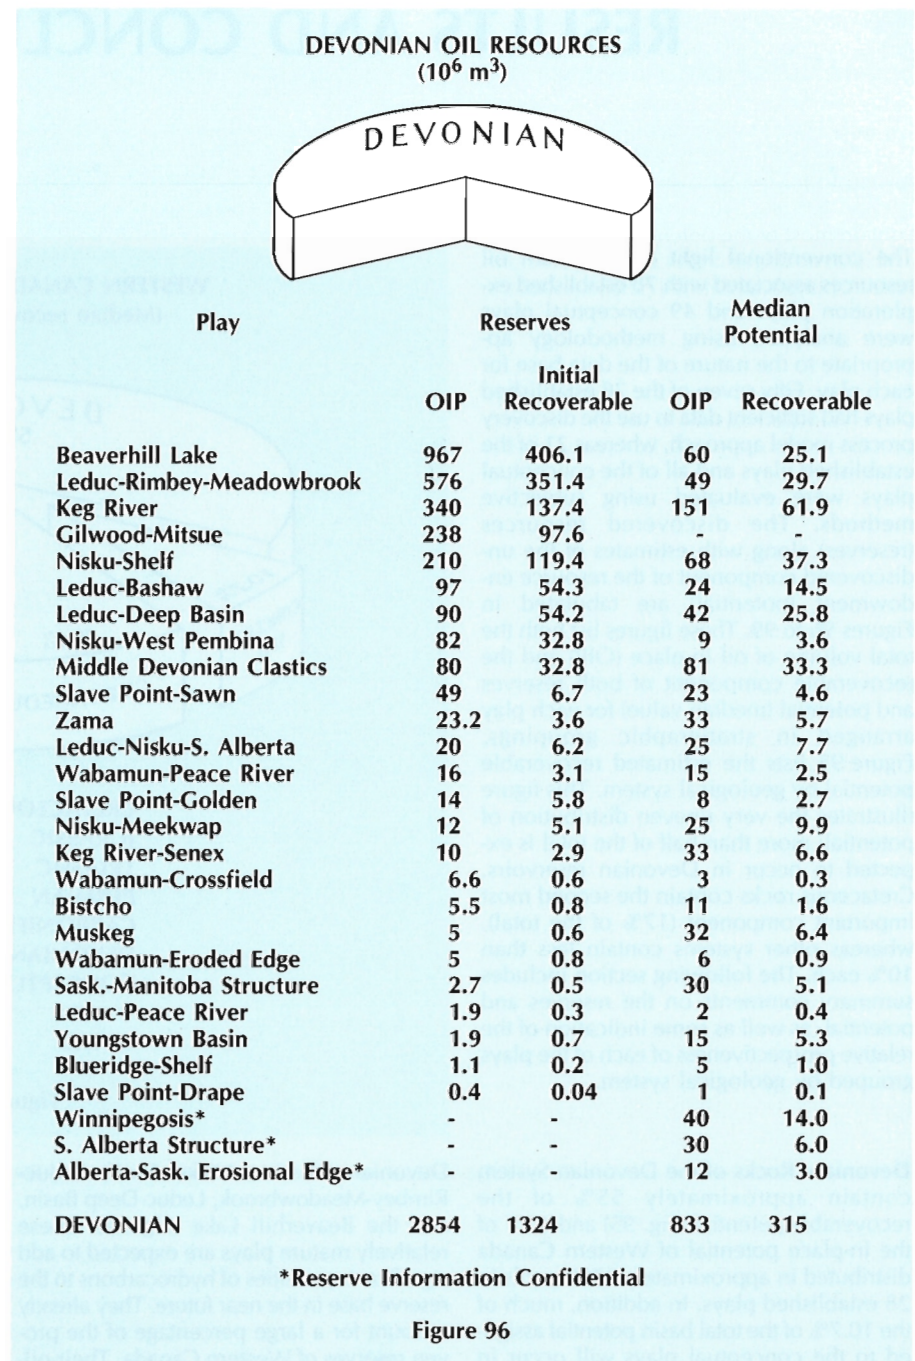 DEVONIAN OIL RESOURCES
(10⁶ m³)
DEVONIAN
Play Reserves Median Potential
OIP Initial Recoverable OIP Recoverable
Beaverhill Lake 967 406.1 60 25.1
Leduc-Rimbey-Meadowbrook 576 351.4 49 29.7
Keg River 340 137.4 151 61.9
Gilwood-Mitsue 238 97.6 - -
Nisku-Shelf 210 119.4 68 37.3
Leduc-Bashaw 97 54.3 24 14.5
Leduc-Deep Basin 90 54.2 42 25.8
Nisku-West Pembina 82 32.8 9 3.6
Middle Devonian Clastics 80 32.8 81 33.3
Slave Point-Sawn 49 6.7 23 4.6
Zama 23.2 3.6 33 5.7
Leduc-Nisku-S. Alberta 20 6.2 25 7.7
Wabamun-Peace River 16 3.1 15 2.5
Slave Point-Golden 14 5.8 8 2.7
Nisku-Meekwap 12 5.1 25 9.9
Keg River-Senex 10 2.9 33 6.6
Wabamun-Crossfield 6.6 0.7 3 0.3
Bistcho 5.5 0.8 11 1.6
Muskeg 5 0.6 32 6.4
Wabamun-Eroded Edge 5 0.8 6 0.9
Sask.-Manitoba Structure 2.7 0.5 30 5.1
Leduc-Peace River 1.9 0.3 2 0.4
Youngstown Basin 1.9 0.7 15 5.3
Blueridge-Shelf 1.1 0.2 5 1.0
Slave Point-Drape 0.4 0.04 1 0.1
Winnipegosis* - - 40 14.0
S. Alberta Structure* - - 30 6.0
Alberta-Sask. Erosional Edge* - - 12 3.0
DEVONIAN 2854 1324 833 315
*Reserve Information Confidential
Figure 96